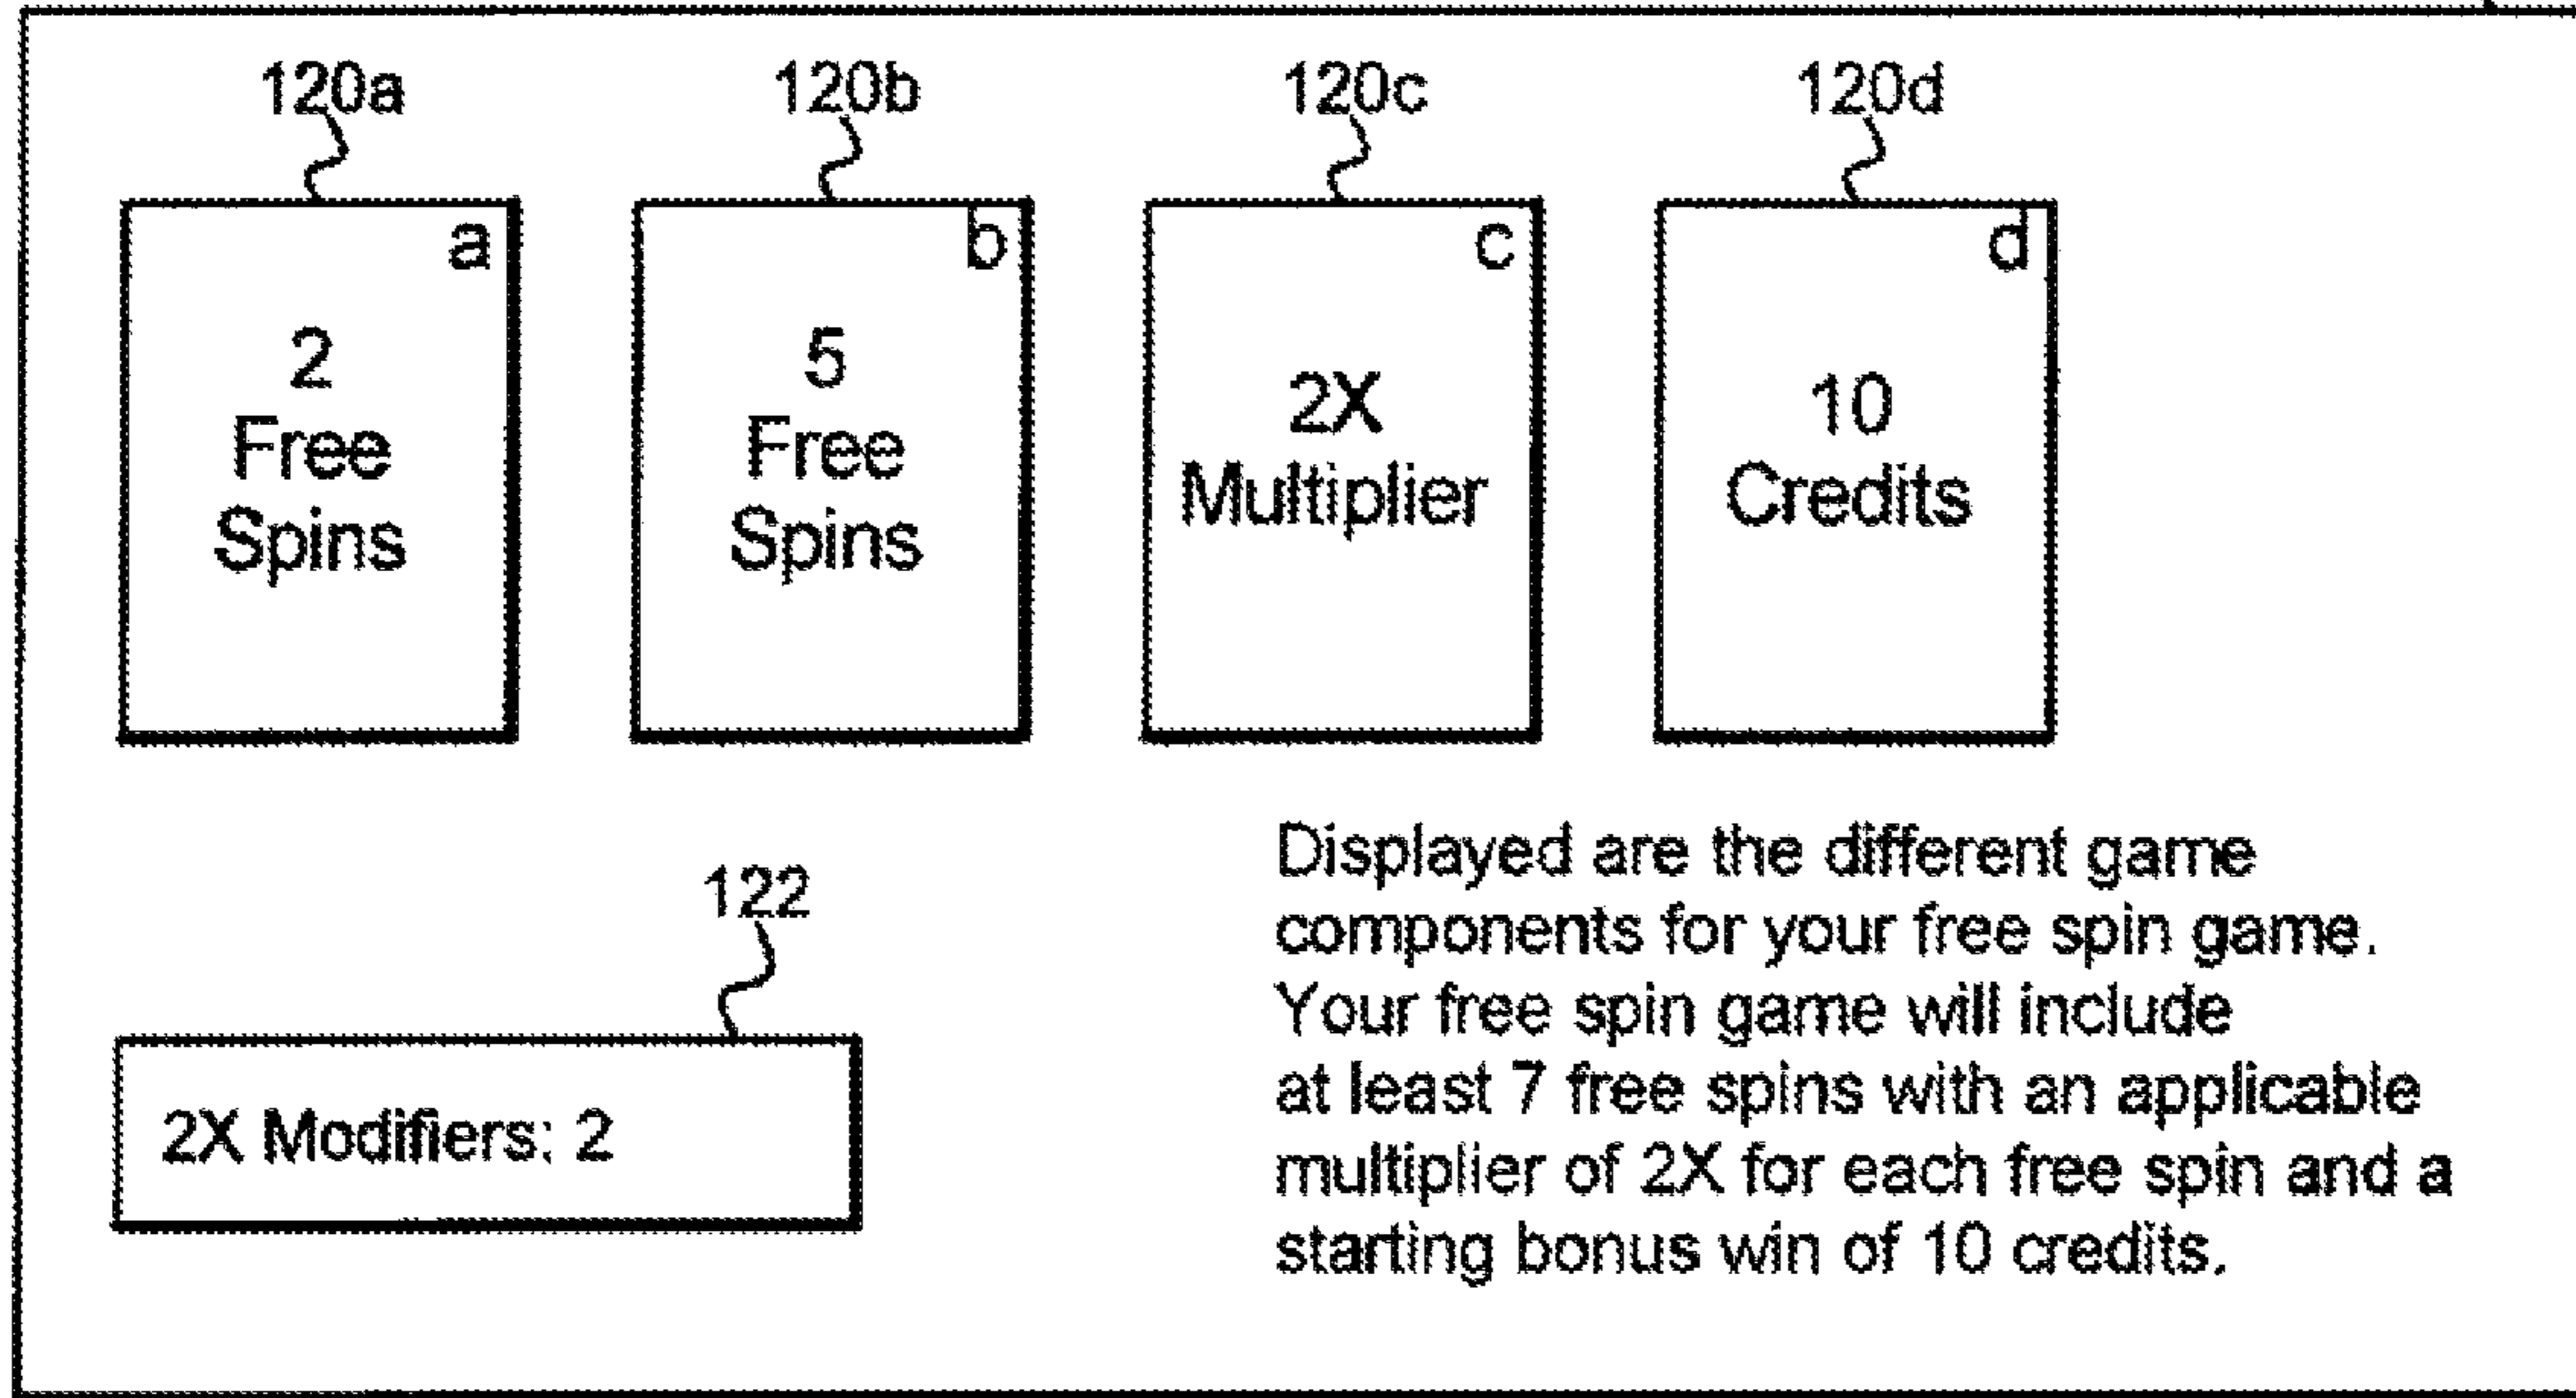 120a 120b 120c 120d
a b c d
2
Free
Spins
5
Free
Spins
2X
Multiplier
10
Credits
122
2X Modifiers: 2
Displayed are the different game
components for your free spin game.
Your free spin game will include
at least 7 free spins with an applicable
multiplier of 2X for each free spin and a
starting bonus win of 10 credits.